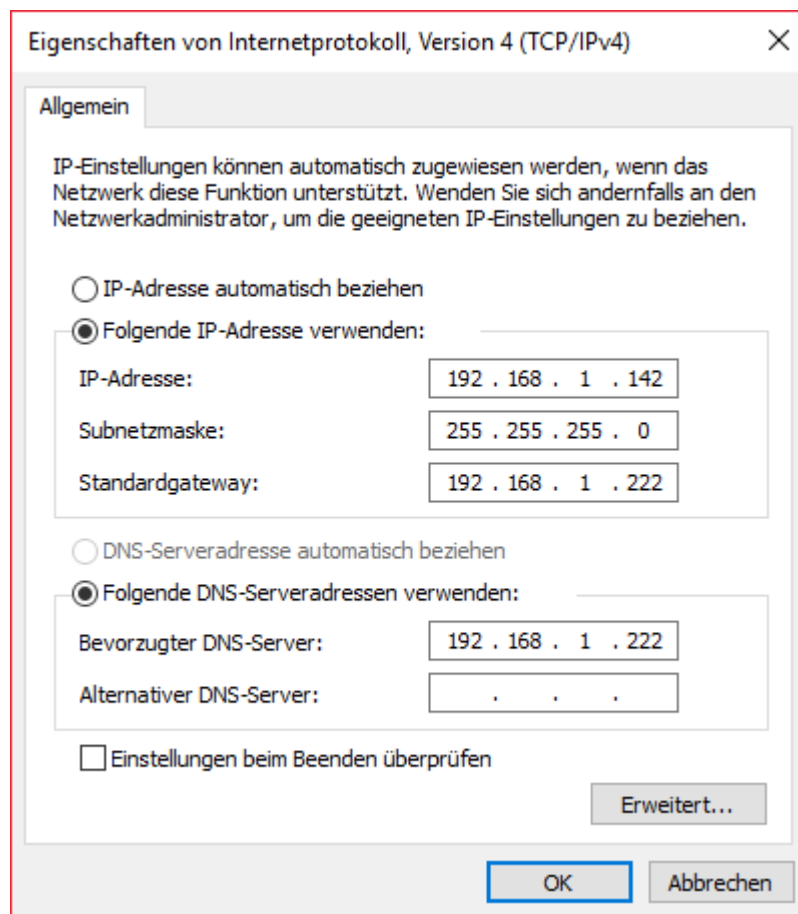 Eigenschaften von Internetprotokoll, Version 4 (TCP/IPv4)
Allgemein
IP-Einstellungen können automatisch zugewiesen werden, wenn das
Netzwerk diese Funktion unterstützt. Wenden Sie sich andernfalls an den
Netzwerkadministrator, um die geeigneten IP-Einstellungen zu beziehen.
IP-Adresse automatisch beziehen
Folgende IP-Adresse verwenden:
IP-Adresse: 192 . 168 . 1 . 142
Subnetzmaske: 255 . 255 . 255 . 0
Standardgateway: 192 . 168 . 1 . 222
DNS-Serveradresse automatisch beziehen
Folgende DNS-Serveradressen verwenden:
Bevorzugter DNS-Server: 192 . 168 . 1 . 222
Alternativer DNS-Server: . . .
Einstellungen beim Beenden überprüfen
Erweitert...
OK Abbrechen